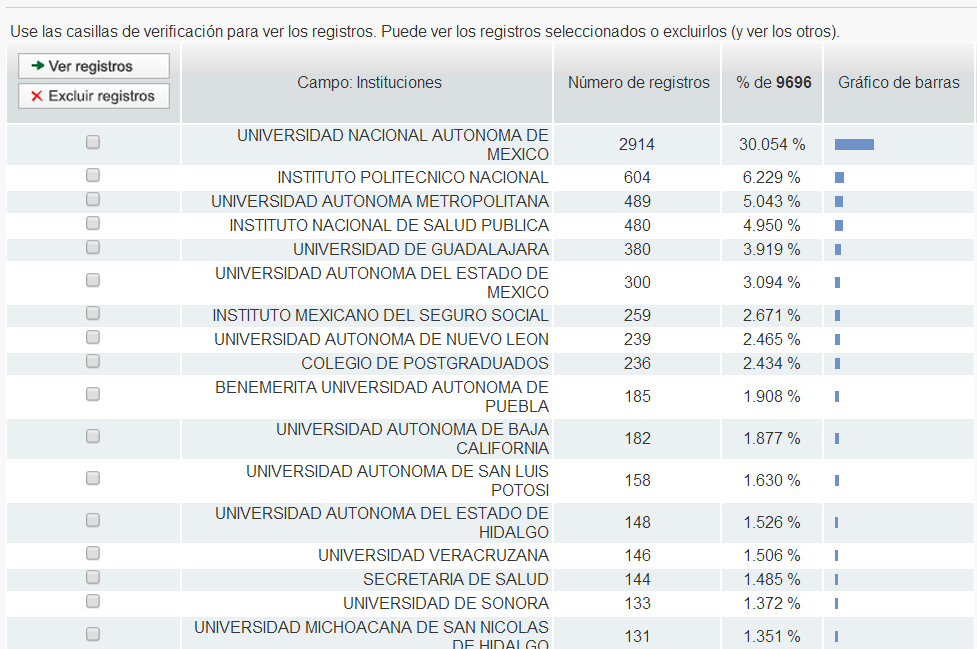 Use las casillas de verificación para ver los registros. Puede ver los registros seleccionados o excluirlos (y ver los otros).
Ver registros
Excluir registros
Campo: Instituciones Número de registros % de 9696 Gráfico de barras
UNIVERSIDAD NACIONAL AUTONOMA DE
MEXICO 2914 30.054 %
INSTITUTO POLITECNICO NACIONAL 604 6.229 %
UNIVERSIDAD AUTONOMA METROPOLITANA 489 5.043 %
INSTITUTO NACIONAL DE SALUD PUBLICA 480 4.950 %
UNIVERSIDAD DE GUADALAJARA 380 3.919 %
UNIVERSIDAD AUTONOMA DEL ESTADO DE
MEXICO 300 3.094 %
INSTITUTO MEXICANO DEL SEGURO SOCIAL 259 2.671 %
UNIVERSIDAD AUTONOMA DE NUEVO LEON 239 2.465 %
COLEGIO DE POSTGRADUADOS 236 2.434 %
BENEMERITA UNIVERSIDAD AUTONOMA DE
PUEBLA 185 1.908 %
UNIVERSIDAD AUTONOMA DE BAJA
CALIFORNIA 182 1.877 %
UNIVERSIDAD AUTONOMA DE SAN LUIS
POTOSI 158 1.630 %
UNIVERSIDAD AUTONOMA DEL ESTADO DE
HIDALGO 148 1.526 %
UNIVERSIDAD VERACRUZANA 146 1.506 %
SECRETARIA DE SALUD 144 1.485 %
UNIVERSIDAD DE SONORA 133 1.372 %
UNIVERSIDAD MICHOACANA DE SAN NICOLAS
DE HIDALGO 131 1.351 %